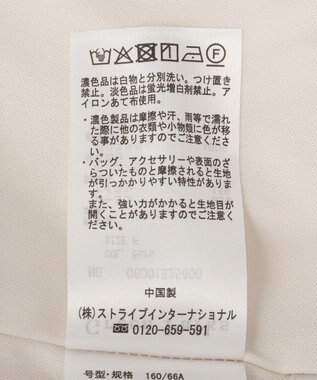 濃色品は白物と分別洗い。つけ置き
禁止。淡色品は蛍光増白剤禁止。ア
イロンあて布使用。
・濃色製品は摩擦や汗、雨等で濡れ
た際に他の衣類や小物類に色が移
る事がありますのでご注意くださ
い。
・バッグ、アクセサリーや表面のざ
らついたものと摩擦されると生地
が引っかかりやすい特性がありま
す。
また、強い力がかかると生地目が
開くことがありますのでご注意く
ださい。
中国製
(株)ストライプインターナショナル
0120-659-591
号型・规格 160/66A